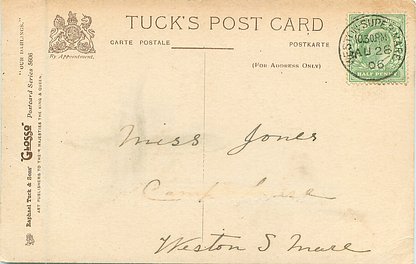 TUCK'S POST CARD
CARTE POSTALE
POSTKARTE
(FOR ADDRESS ONLY)
By Appointment.
WESTON-SUPER-MARE
10.30 PM
AU 26
06
HALF PENNY
"OUR DARLINGS."
Raphael Tuck & Sons' "GLOSSO" Postcard Series 5606
ART PUBLISHERS TO THEIR MAJESTIES THE KING & QUEEN.
Miss Jones
Weston S Mare